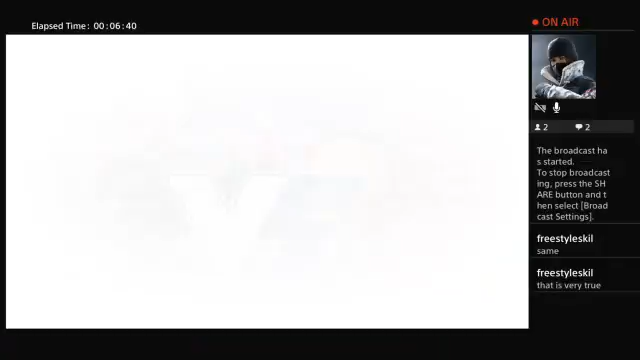 Elapsed Time: 00:06:40
ON AIR
2 2
The broadcast ha
s started.
To stop broadcast
ing, press the SH
ARE button and t
hen select [Broad
cast Settings].
freestyleskil
same
freestyleskil
that is very true